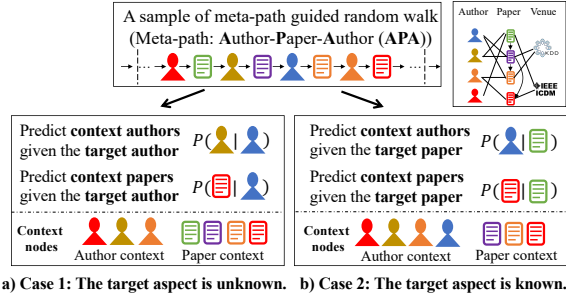 A sample of meta-path guided random walk
(Meta-path: Author-Paper-Author (APA))
Author Paper Venue
SIGKDD
IEEE
ICDM
Predict context authors
given the target author
P( | )
Predict context papers
given the target author
P( | )
Context
nodes
Author context
Paper context
Predict context authors
given the target paper
P( | )
Predict context papers
given the target paper
P( | )
Context
nodes
Author context
Paper context
a) Case 1: The target aspect is unknown.
b) Case 2: The target aspect is known.